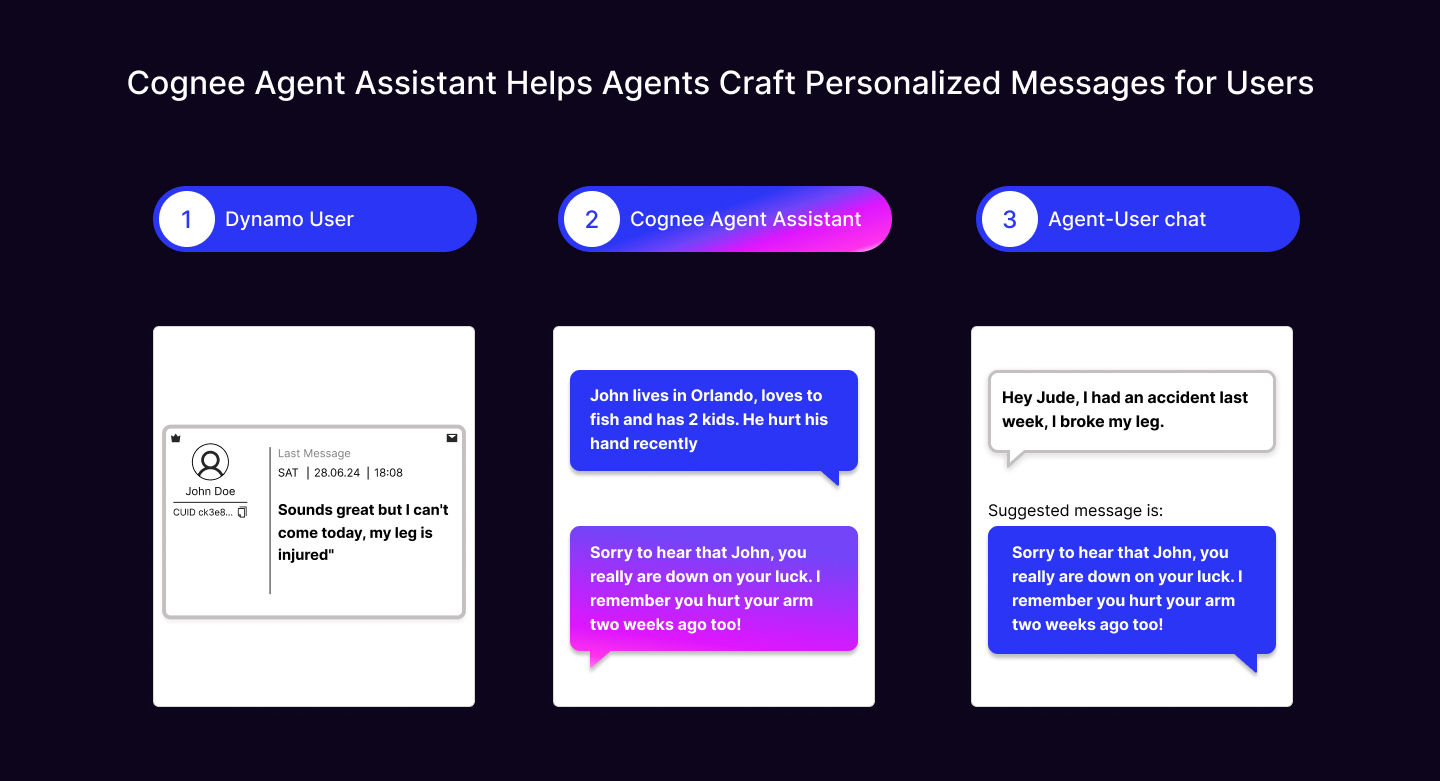 Cognee Agent Assistant Helps Agents Craft Personalized Messages for Users
1 Dynamo User
2 Cognee Agent Assistant
3 Agent-User chat
John Doe
CUID ck3e8...
Last Message
SAT | 28.06.24 | 18:08
Sounds great but I can't
come today, my leg is
injured"
John lives in Orlando, loves to
fish and has 2 kids. He hurt his
hand recently
Sorry to hear that John, you
really are down on your luck. I
remember you hurt your arm
two weeks ago too!
Hey Jude, I had an accident last
week, I broke my leg.
Suggested message is:
Sorry to hear that John, you
really are down on your luck. I
remember you hurt your arm
two weeks ago too!